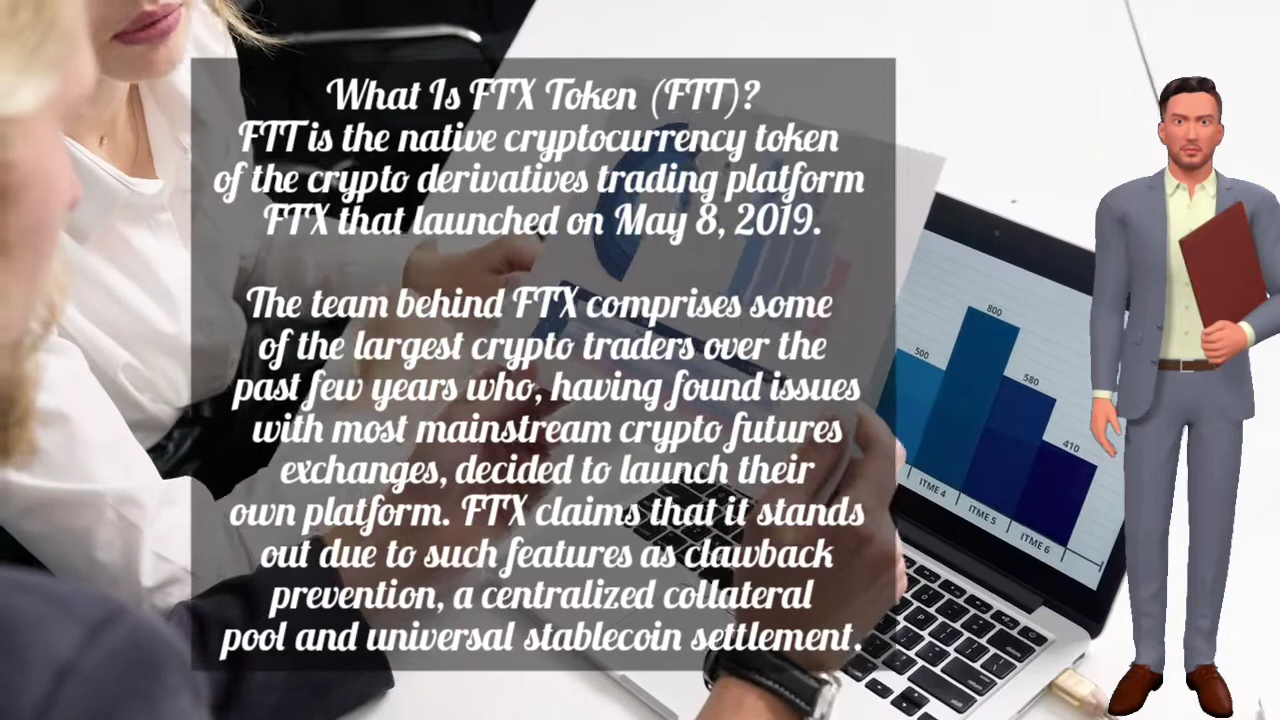 What Is FTX Token (FTT)?
FTT is the native cryptocurrency token
of the crypto derivatives trading platform
FTX that launched on May 8, 2019.
The team behind FTX comprises some
of the largest crypto traders over the
past few years who, having found issues
with most mainstream crypto futures
exchanges, decided to launch their
own platform. FTX claims that it stands
out due to such features as clawback
prevention, a centralized collateral
pool and universal stablecoin settlement.
500
800
580
410
ITME 4
ITME 5
ITME 6